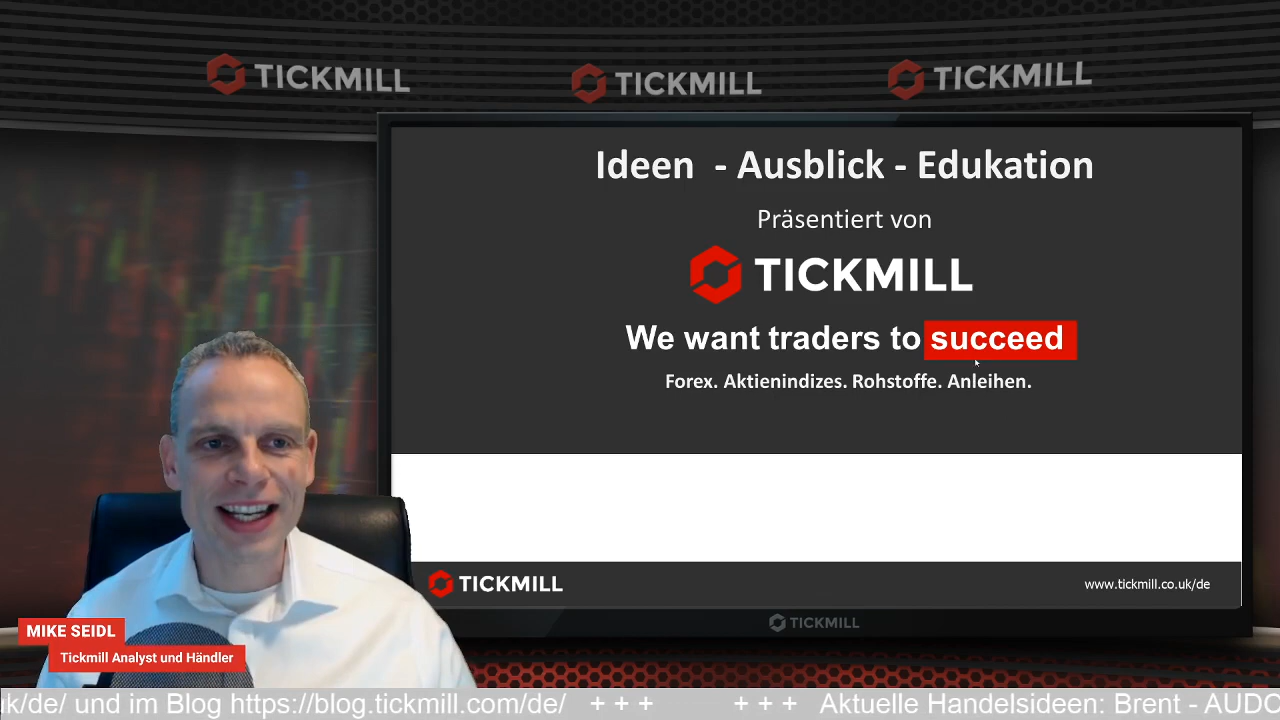 TICKMILL
TICKMILL
TICKMILL
Ideen - Ausblick - Edukation
Präsentiert von
TICKMILL
We want traders to succeed
Forex. Aktienindizes. Rohstoffe. Anleihen.
TICKMILL
www.tickmill.co.uk/de
TICKMILL
MIKE SEIDL
Tickmill Analyst und Händler
uk/de/ und im Blog https://blog.tickmill.com/de/ + + + + + + Aktuelle Handelsideen: Brent - AUDC